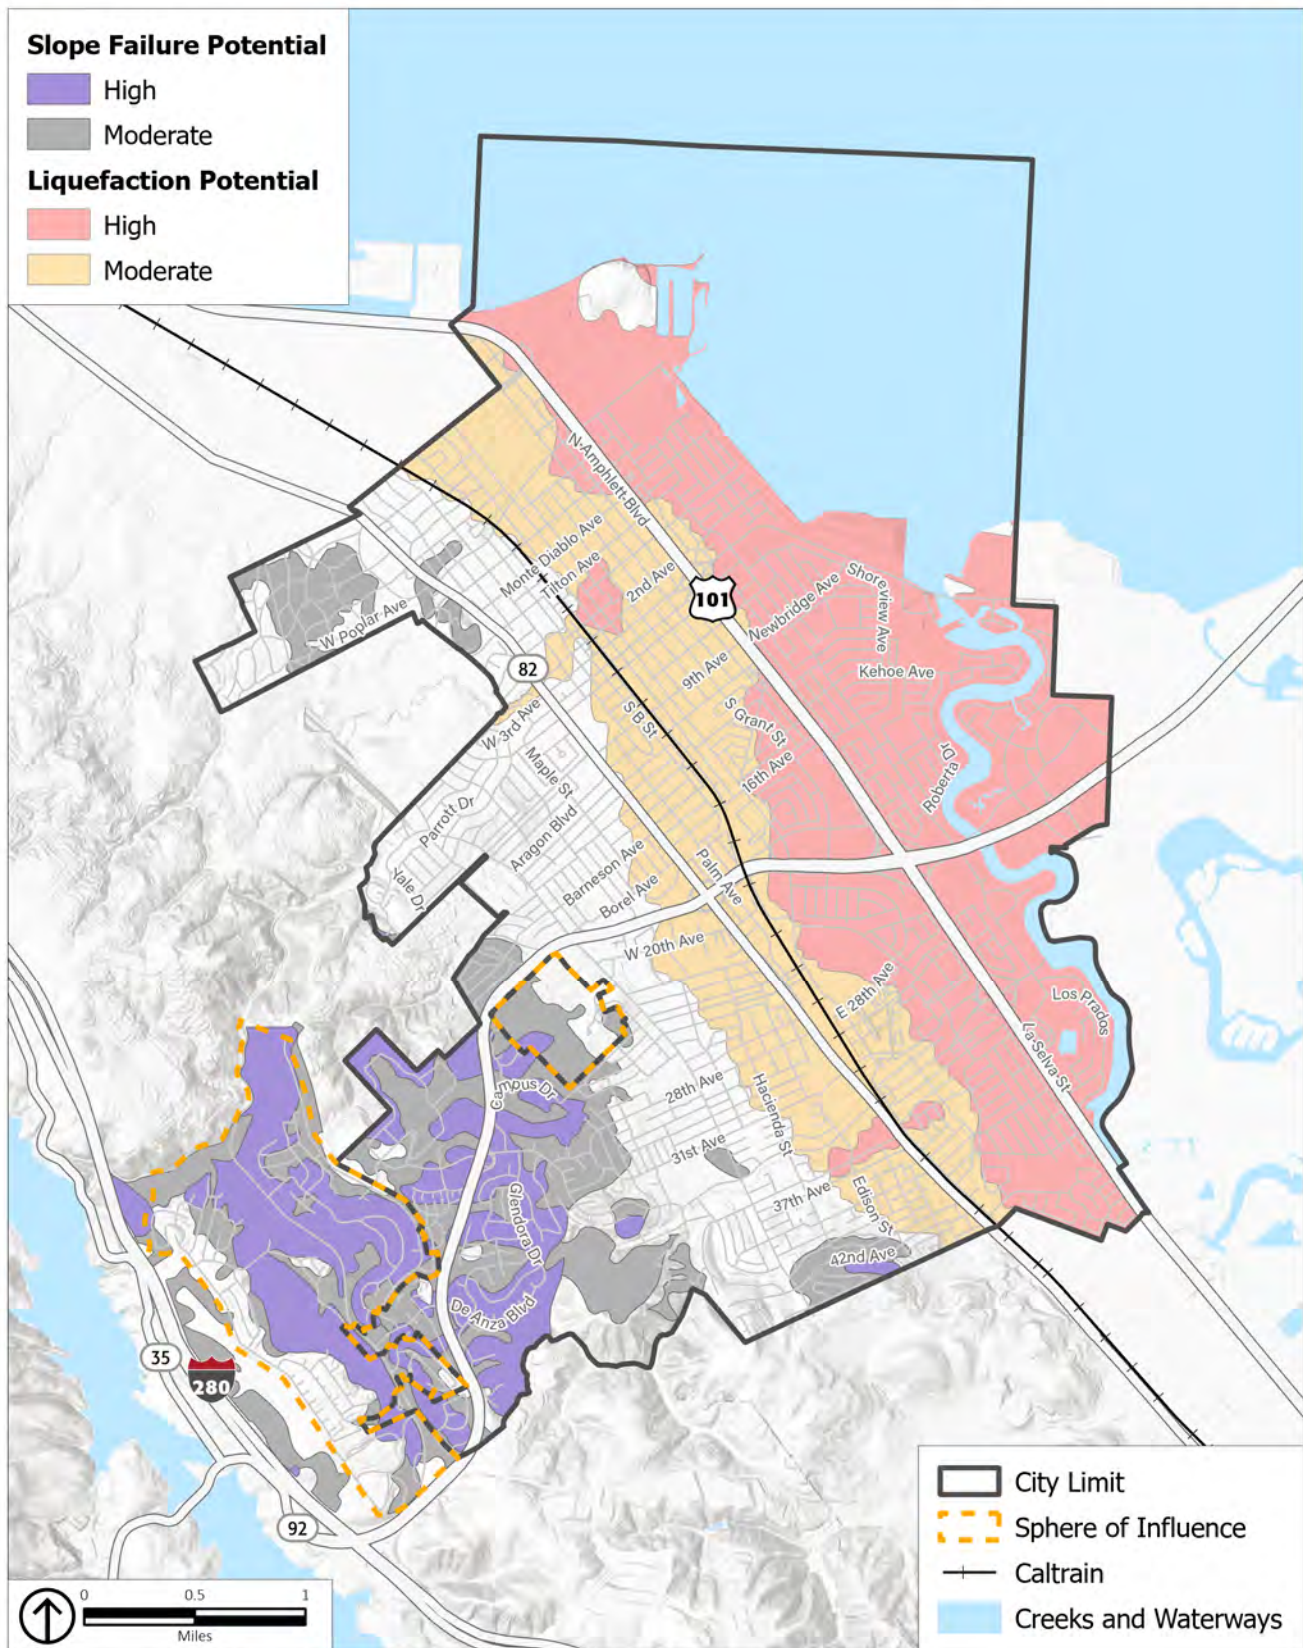 Slope Failure Potential
High
Moderate
Liquefaction Potential
High
Moderate
N Amphlett Blvd
Monte Diablo Ave
Tilton Ave
2nd Ave
101
Newbridge Ave
Shoreview Ave
Kehoe Ave
W Poplar Ave
82
9th Ave
S Grant St
S B St
W 3rd Ave
16th Ave
Roberta Dr
Maple St
Parrott Dr
Aragon Blvd
Yale Dr
Barneson Ave
Borel Ave
Palm Ave
W 20th Ave
E 28th Ave
Los Prados
La Selva St
Campus Dr
28th Ave
Hacienda St
31st Ave
37th Ave
Edison St
Glendora Dr
42nd Ave
De Anza Blvd
35
280
92
City Limit
Sphere of Influence
Caltrain
Creeks and Waterways
0 0.5 1
Miles